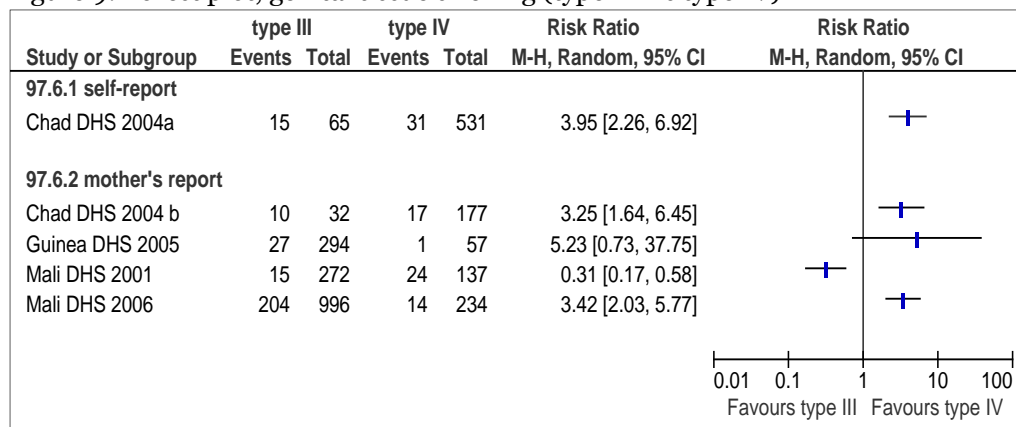 type III type IV Risk Ratio Risk Ratio
Study or Subgroup Events Total Events Total M-H, Random, 95% CI M-H, Random, 95% CI
97.6.1 self-report
Chad DHS 2004a 15 65 31 531 3.95 [2.26, 6.92]
97.6.2 mother's report
Chad DHS 2004 b 10 32 17 177 3.25 [1.64, 6.45]
Guinea DHS 2005 27 294 1 57 5.23 [0.73, 37.75]
Mali DHS 2001 15 272 24 137 0.31 [0.17, 0.58]
Mali DHS 2006 204 996 14 234 3.42 [2.03, 5.77]
0.01 0.1 1 10 100
Favours type III Favours type IV